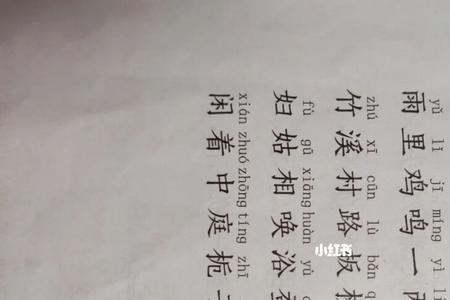 yǔ lǐ jī míng yì
雨里鸡鸣一
zhú xī cūn lù bǎn
竹溪村路板
fù gū xiāng huàn yù
妇姑相唤浴
xián zhuó zhōng tíng zhī
闲着中庭栀
小红书